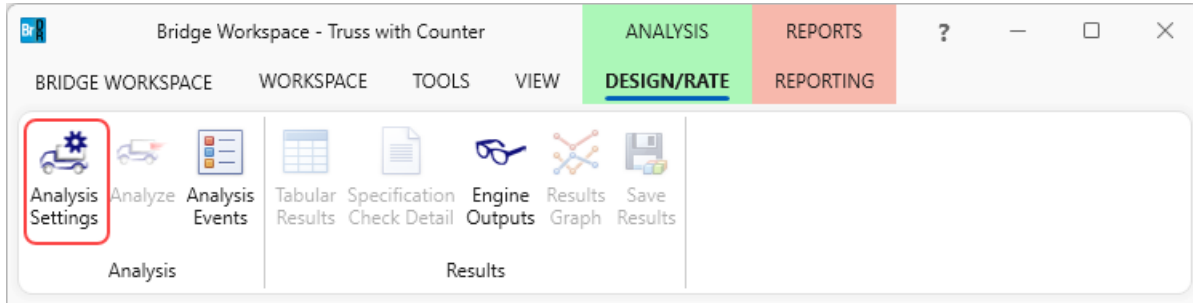 Br DR Bridge Workspace - Truss with Counter ANALYSIS REPORTS ?
BRIDGE WORKSPACE WORKSPACE TOOLS VIEW DESIGN/RATE REPORTING
Analysis Analyze Analysis Tabular Specification Engine Results Save
Settings Events Results Check Detail Outputs Graph Results
Analysis Results